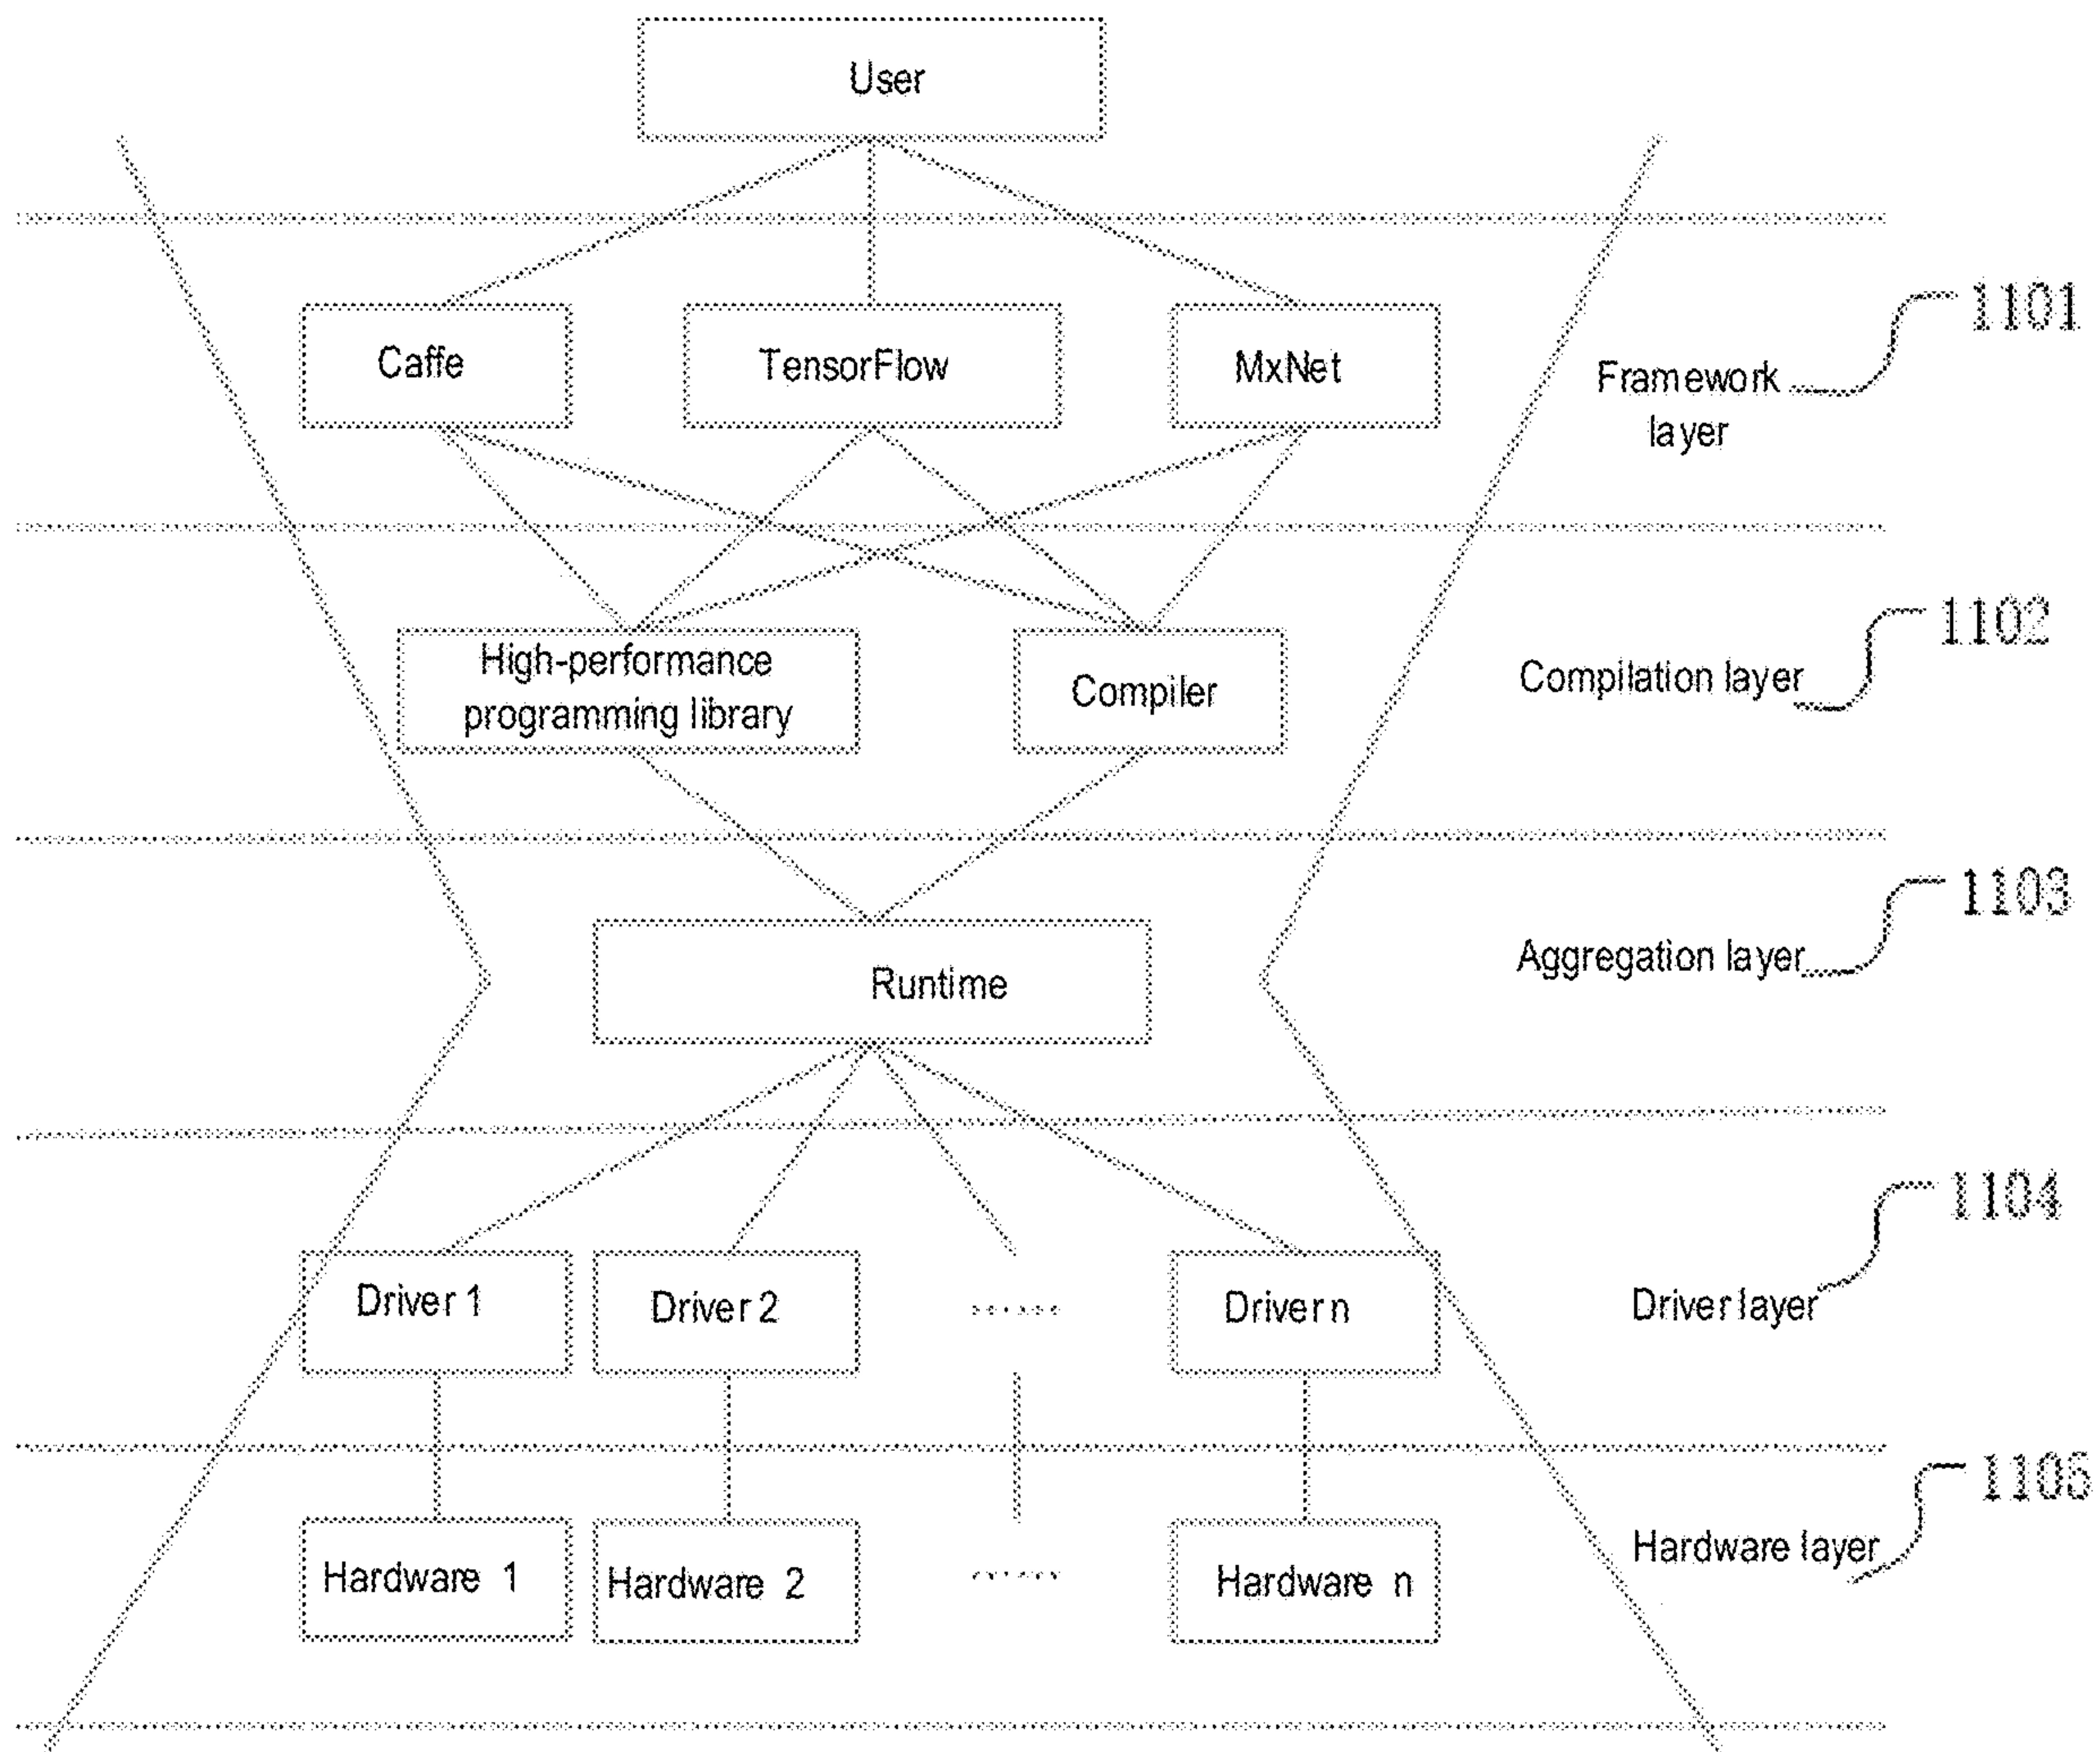 User
1101
Caffe
TensorFlow
MxNet
Framework
layer
1102
High-performance
programming library
Compiler
Compilation layer
1103
Runtime
Aggregation layer
1104
Driver 1
Driver 2
......
Driver n
Driver layer
1105
Hardware 1
Hardware 2
......
Hardware n
Hardware layer